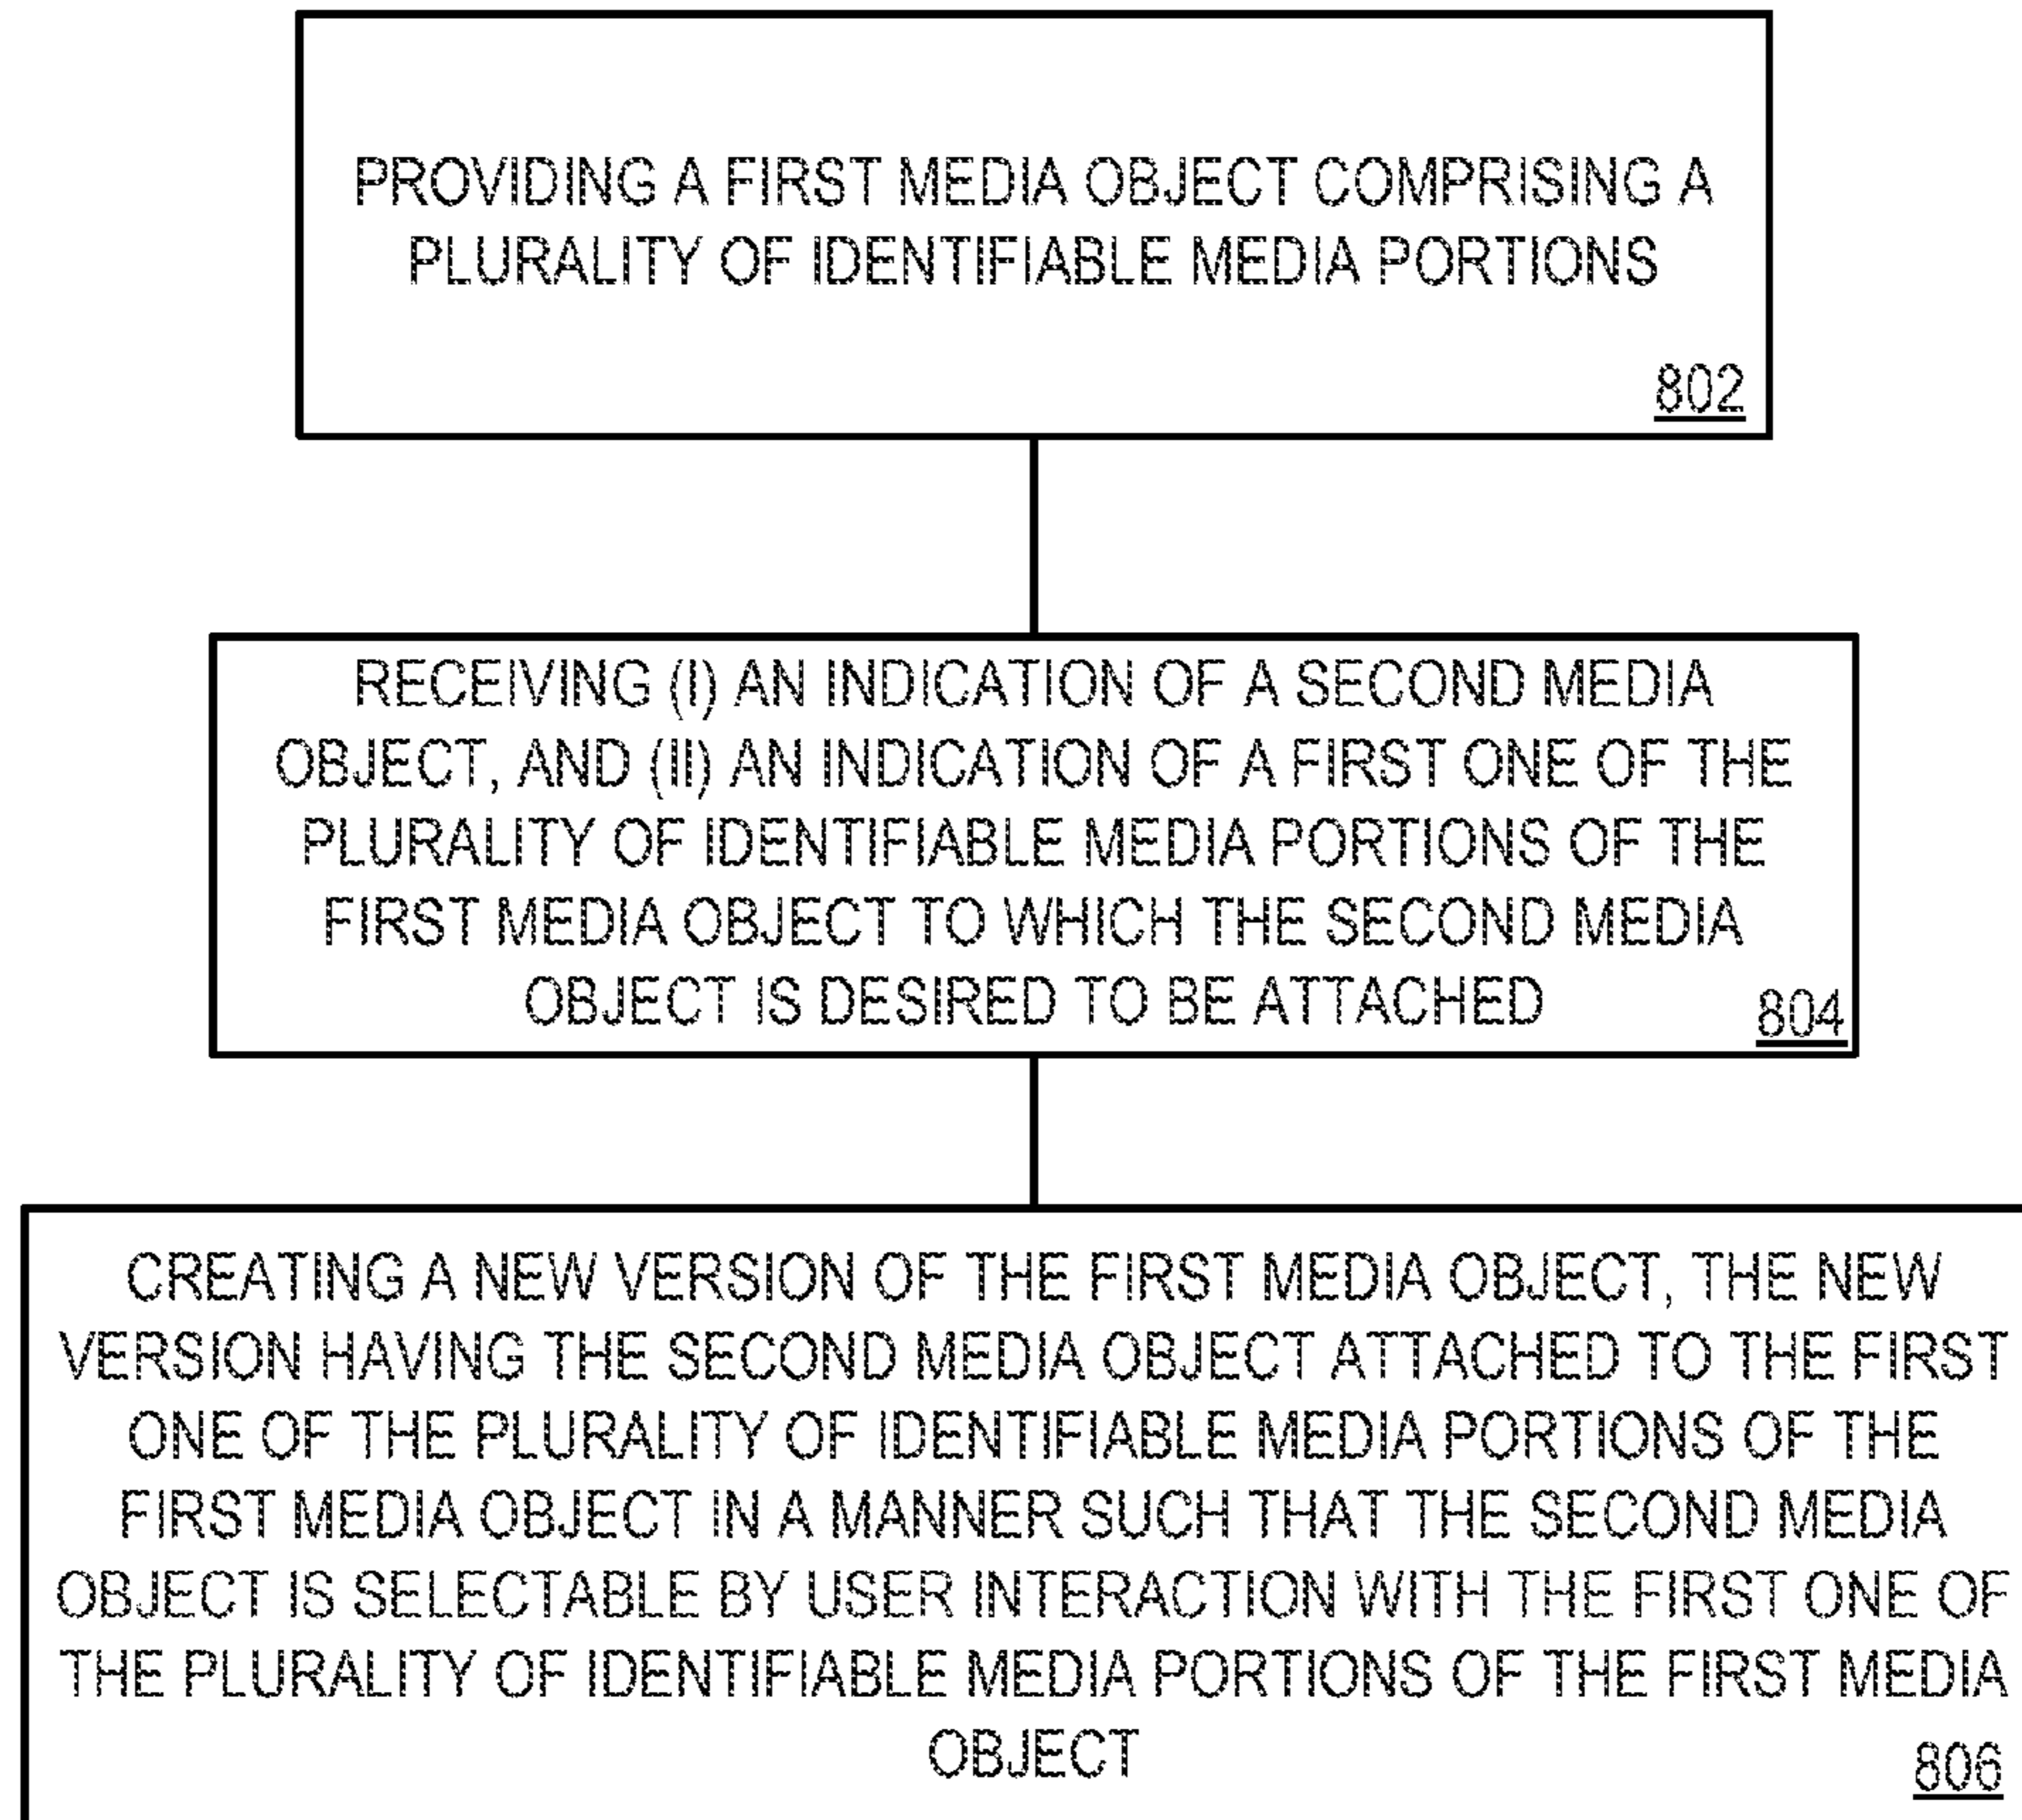 PROVIDING A FIRST MEDIA OBJECT COMPRISING A
PLURALITY OF IDENTIFIABLE MEDIA PORTIONS
802
RECEIVING (I) AN INDICATION OF A SECOND MEDIA
OBJECT, AND (II) AN INDICATION OF A FIRST ONE OF THE
PLURALITY OF IDENTIFIABLE MEDIA PORTIONS OF THE
FIRST MEDIA OBJECT TO WHICH THE SECOND MEDIA
OBJECT IS DESIRED TO BE ATTACHED
804
CREATING A NEW VERSION OF THE FIRST MEDIA OBJECT, THE NEW
VERSION HAVING THE SECOND MEDIA OBJECT ATTACHED TO THE FIRST
ONE OF THE PLURALITY OF IDENTIFIABLE MEDIA PORTIONS OF THE
FIRST MEDIA OBJECT IN A MANNER SUCH THAT THE SECOND MEDIA
OBJECT IS SELECTABLE BY USER INTERACTION WITH THE FIRST ONE OF
THE PLURALITY OF IDENTIFIABLE MEDIA PORTIONS OF THE FIRST MEDIA
OBJECT
806